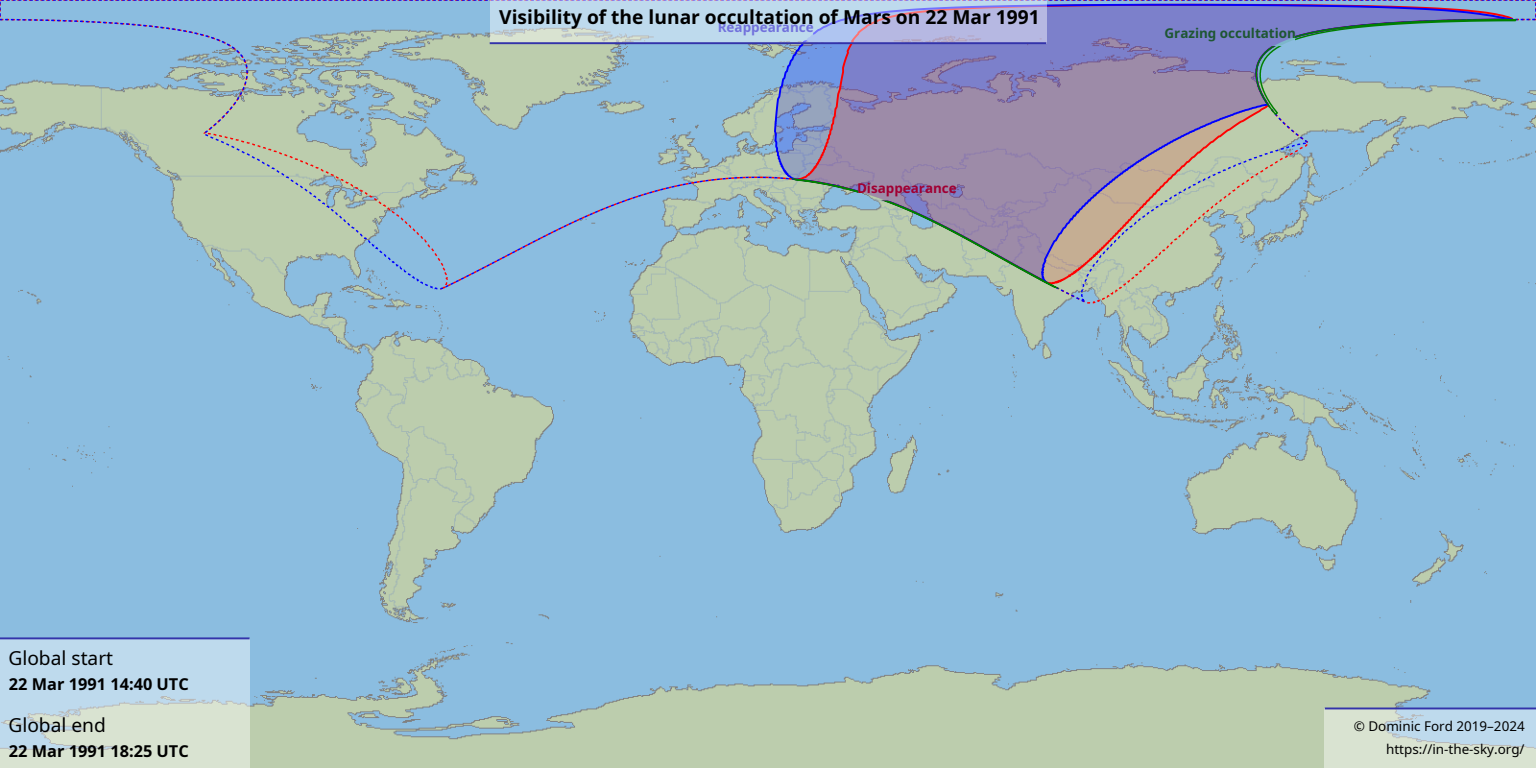 Visibility of the lunar occultation of Mars on 22 Mar 1991
Reappearance
Grazing occultation
Disappearance
Global start
22 Mar 1991 14:40 UTC
Global end
22 Mar 1991 18:25 UTC
© Dominic Ford 2019–2024
https://in-the-sky.org/